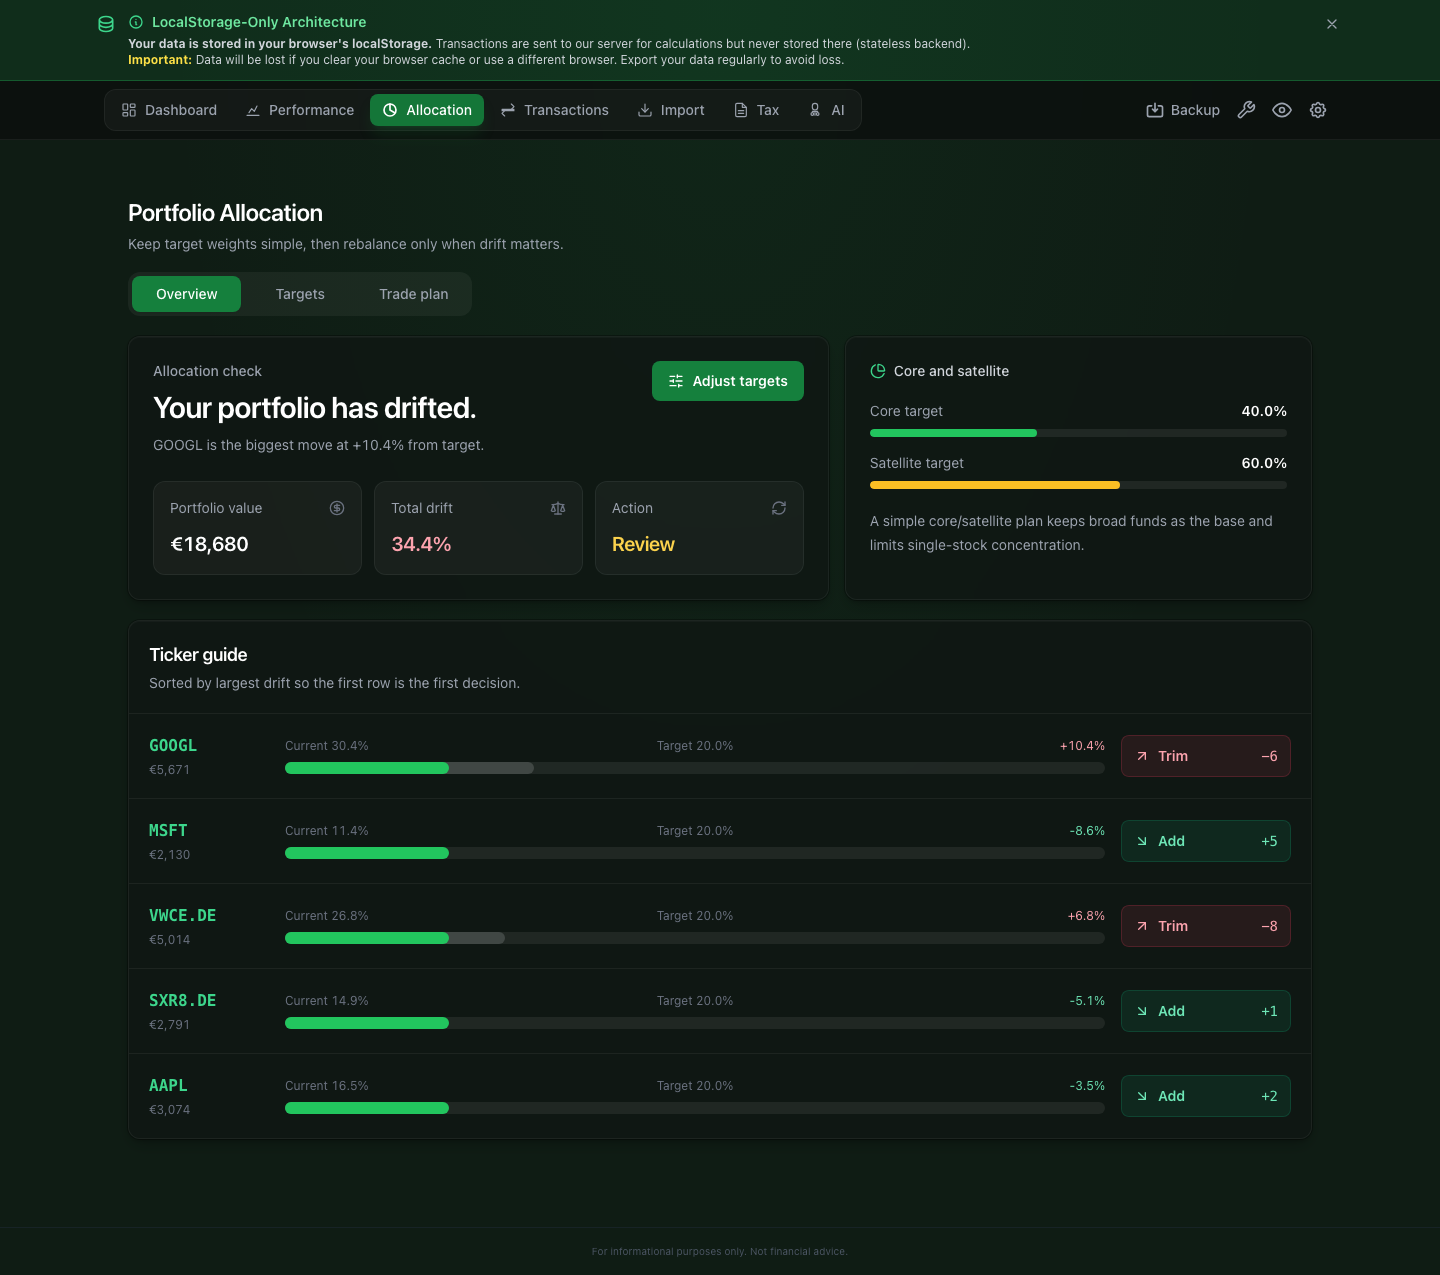 LocalStorage-Only Architecture
Your data is stored in your browser's localStorage. Transactions are sent to our server for calculations but never stored there (stateless backend).
Important: Data will be lost if you clear your browser cache or use a different browser. Export your data regularly to avoid loss.
Dashboard Performance Allocation Transactions Import Tax AI Backup
Portfolio Allocation
Keep target weights simple, then rebalance only when drift matters.
Overview Targets Trade plan
Allocation check
Adjust targets
Your portfolio has drifted.
GOOGL is the biggest move at +10.4% from target.
Portfolio value
€18,680
Total drift
34.4%
Action
Review
Core and satellite
Core target 40.0%
Satellite target 60.0%
A simple core/satellite plan keeps broad funds as the base and
limits single-stock concentration.
Ticker guide
Sorted by largest drift so the first row is the first decision.
GOOGL
€5,671
Current 30.4% Target 20.0% +10.4%
Trim −6
MSFT
€2,130
Current 11.4% Target 20.0% -8.6%
Add +5
VWCE.DE
€5,014
Current 26.8% Target 20.0% +6.8%
Trim −8
SXR8.DE
€2,791
Current 14.9% Target 20.0% -5.1%
Add +1
AAPL
€3,074
Current 16.5% Target 20.0% -3.5%
Add +2
For informational purposes only. Not financial advice.